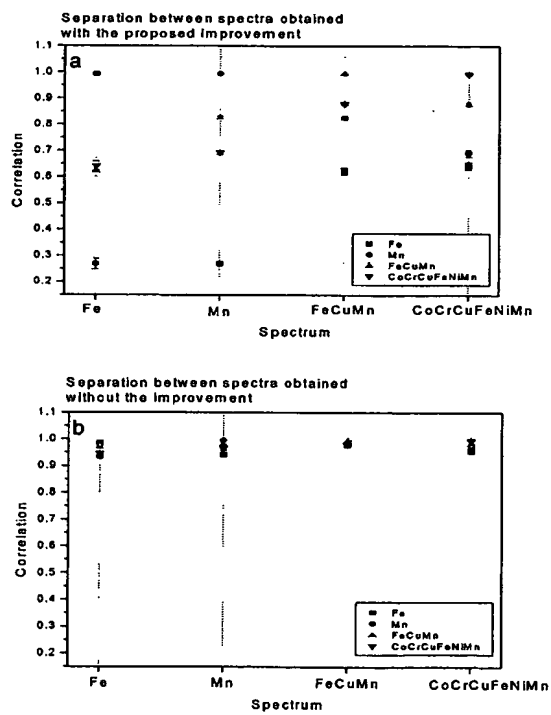 Separation between spectra obtained
with the proposed improvement
a
1.1
1.0
0.9
0.8
0.7
0.6
0.5
0.4
0.3
0.2
Correlation
Fe
Mn
FeCuMn
CoCrCuFeNiMn
Fe Mn FeCuMn CoCrCuFeNiMn
Spectrum
Separation between spectra obtained
without the improvement
b
1.1
1.0
0.9
0.8
0.7
0.6
0.5
0.4
0.3
0.2
Correlation
Fe
Mn
FeCuMn
CoCrCuFeNiMn
Fe Mn FeCuMn CoCrCuFeNiMn
Spectrum